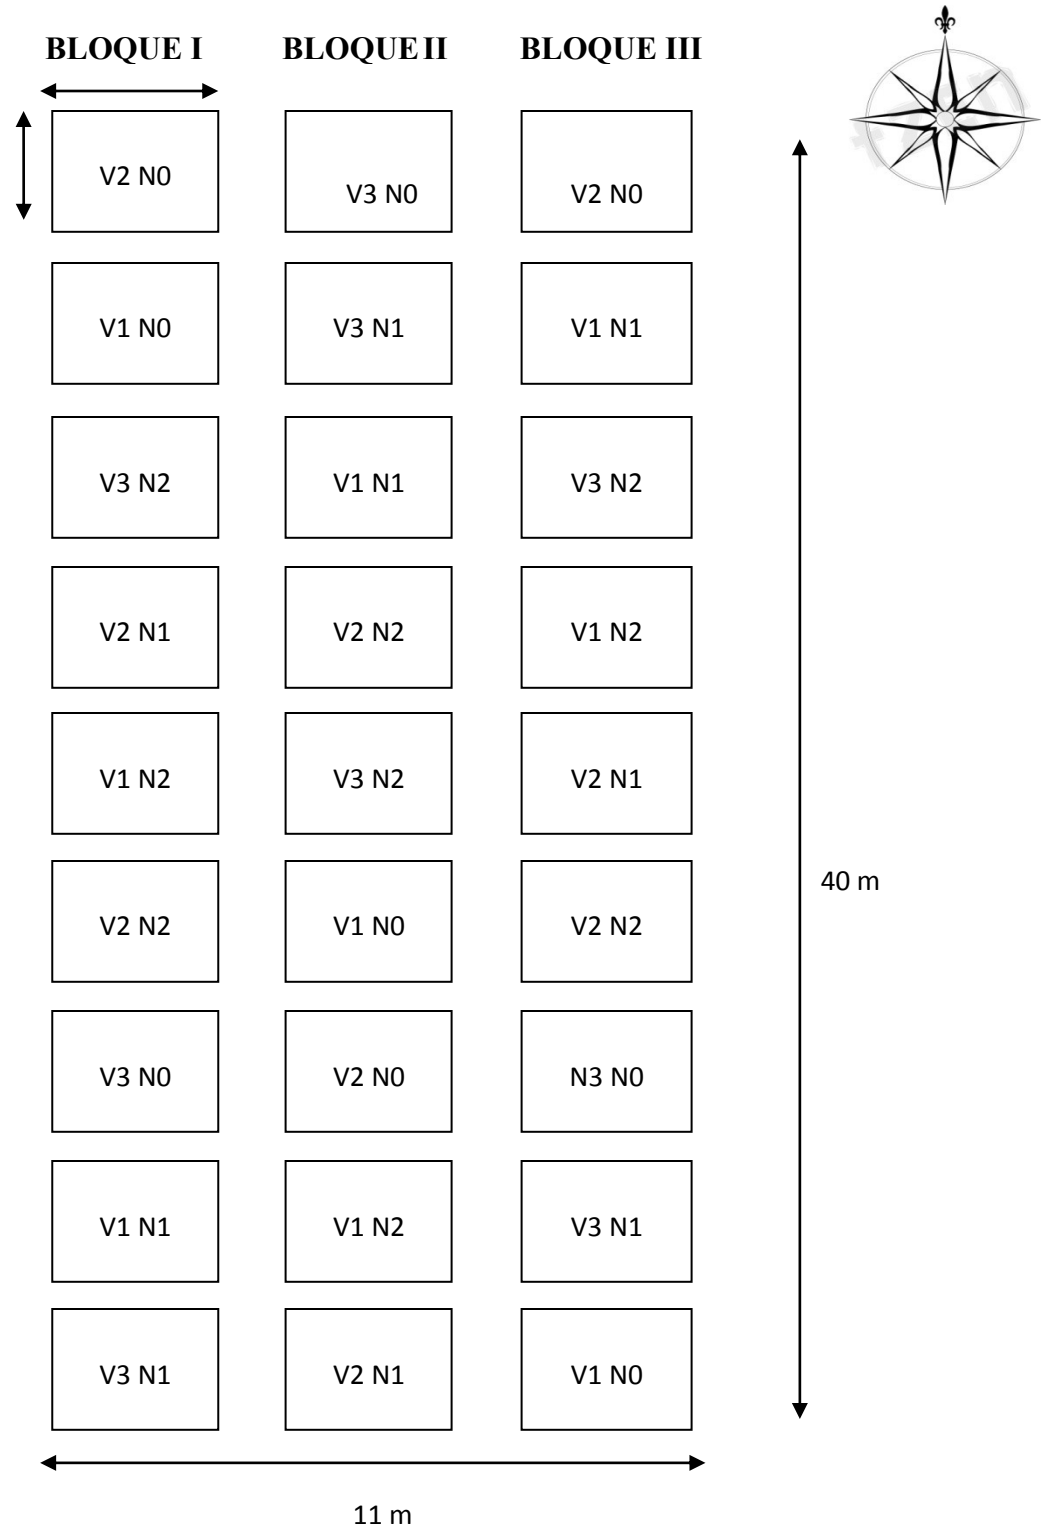 BLOQUE I BLOQUE II BLOQUE III
V2 N0 V3 N0 V2 N0
V1 N0 V3 N1 V1 N1
V3 N2 V1 N1 V3 N2
V2 N1 V2 N2 V1 N2
V1 N2 V3 N2 V2 N1
40 m
V2 N2 V1 N0 V2 N2
V3 N0 V2 N0 N3 N0
V1 N1 V1 N2 V3 N1
V3 N1 V2 N1 V1 N0
11 m